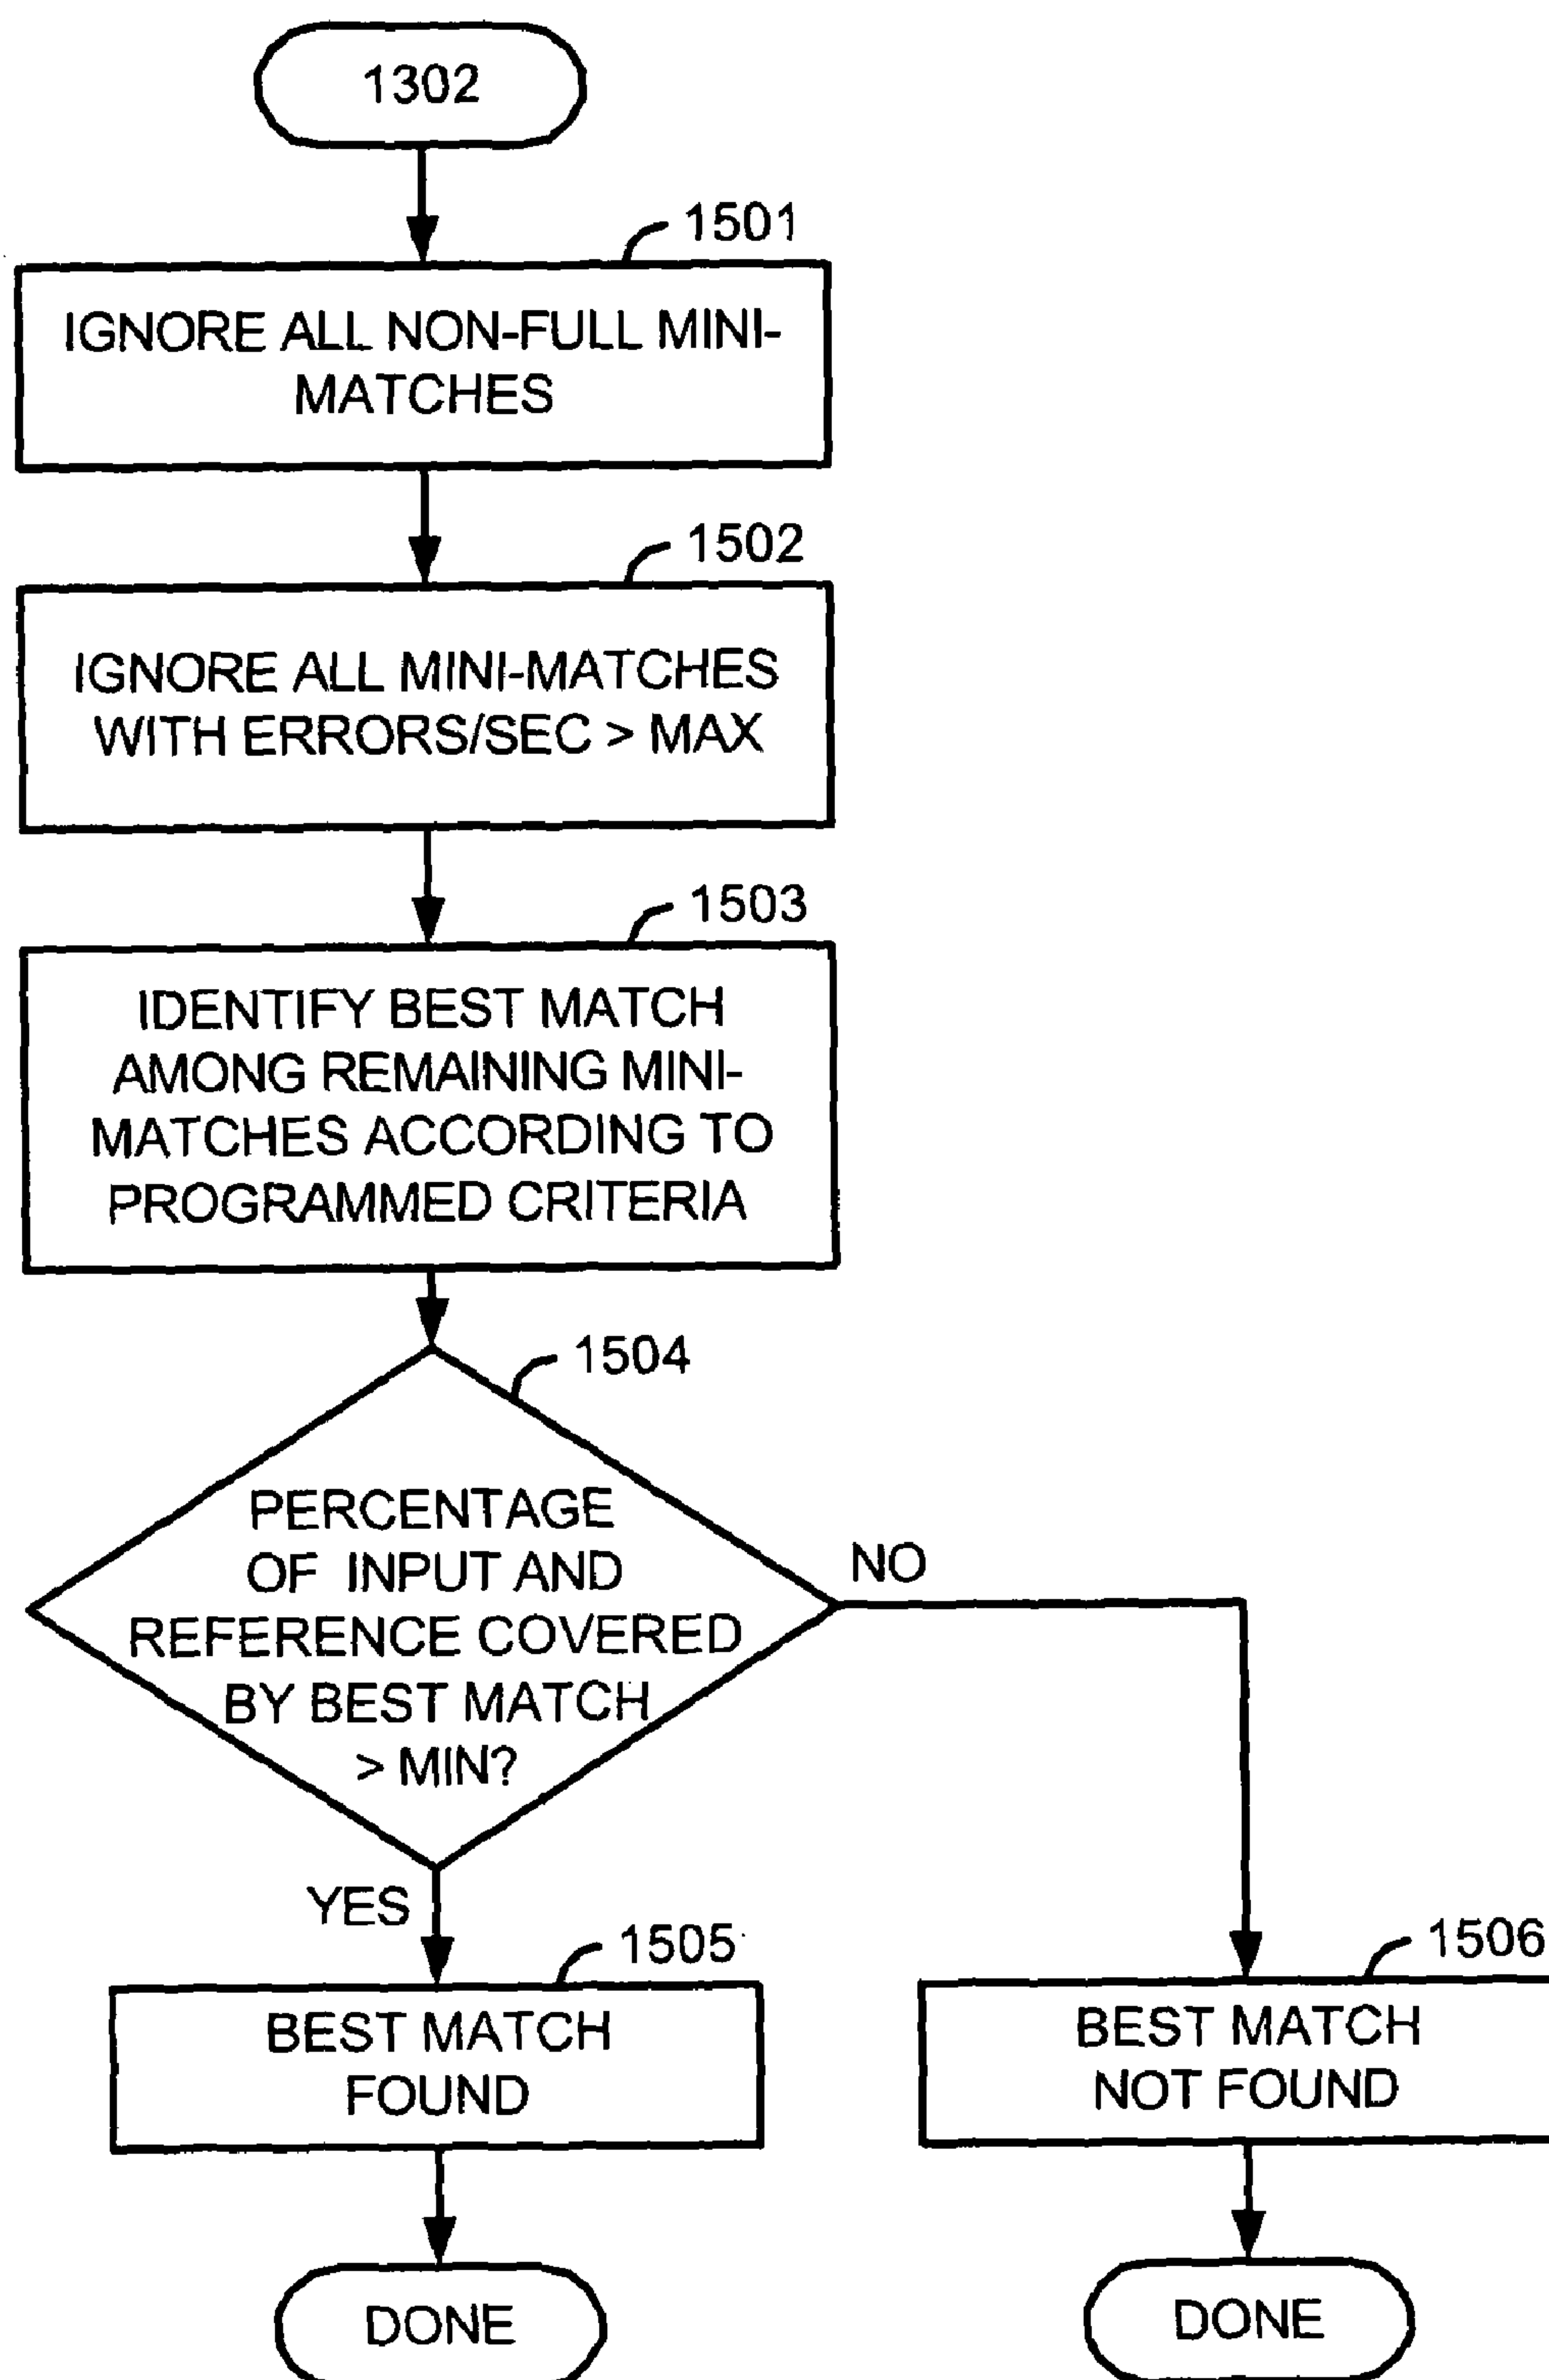 1302
1501
IGNORE ALL NON-FULL MINI-
MATCHES
1502
IGNORE ALL MINI-MATCHES
WITH ERRORS/SEC > MAX
1503
IDENTIFY BEST MATCH
AMONG REMAINING MINI-
MATCHES ACCORDING TO
PROGRAMMED CRITERIA
1504
PERCENTAGE
OF INPUT AND
REFERENCE COVERED
BY BEST MATCH
> MIN?
NO
YES
1505
BEST MATCH
FOUND
1506
BEST MATCH
NOT FOUND
DONE
DONE